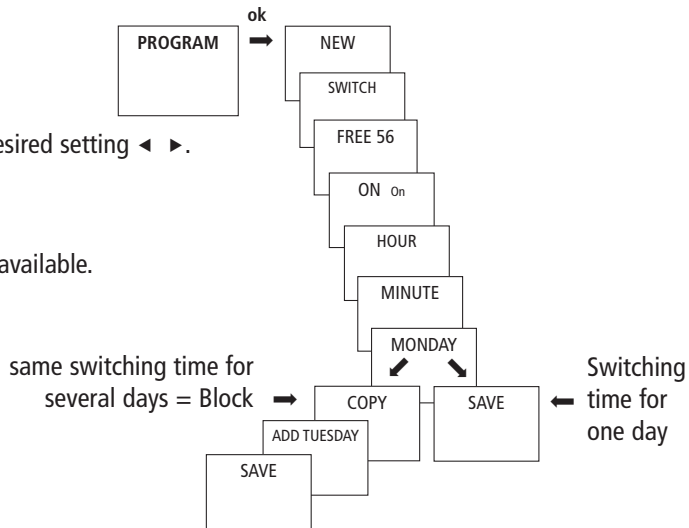 ok
PROGRAM
NEW
SWITCH
esired setting ◄ ►.
FREE 56
ON On
HOUR
available.
MINUTE
MONDAY
same switching time for
several days = Block
COPY
SAVE
Switching
time for
one day
ADD TUESDAY
SAVE